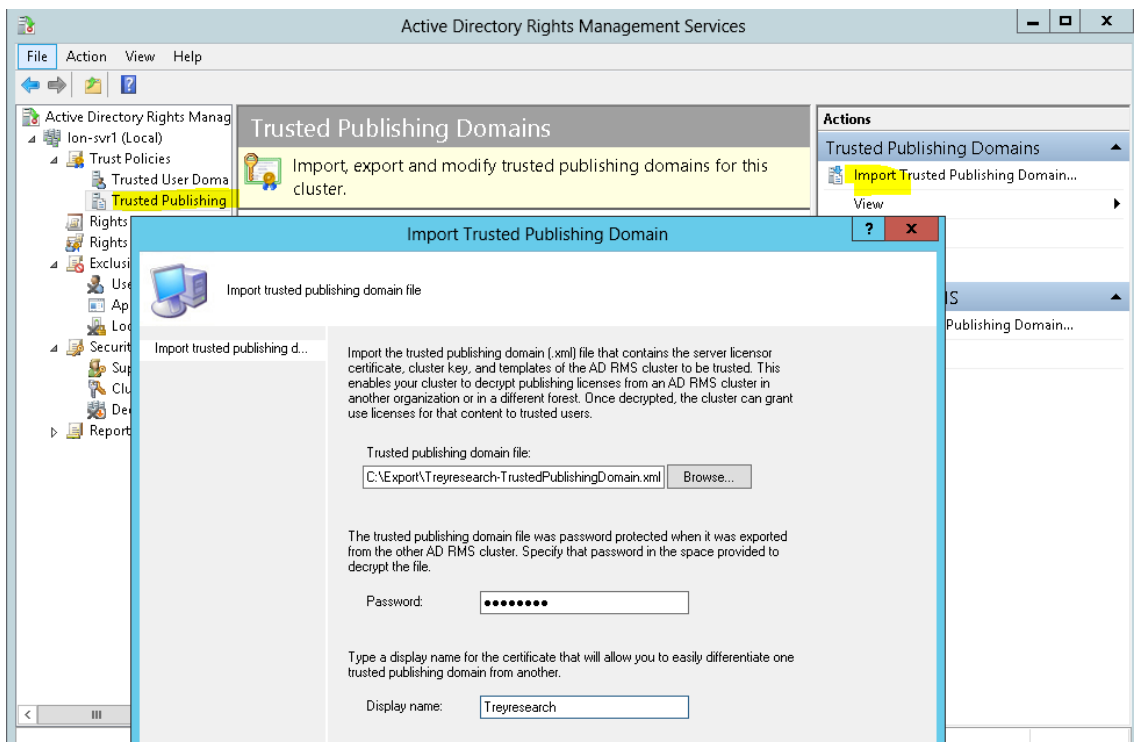 Active Directory Rights Management Services
File Action View Help
Active Directory Rights Manag
lon-svr1 (Local)
Trust Policies
Trusted User Doma
Trusted Publishing
Rights
Rights
Exclusi
Use
Ap
Loc
Securit
Sup
Clu
Dec
Report
Trusted Publishing Domains
Import, export and modify trusted publishing domains for this
cluster.
Actions
Trusted Publishing Domains
Import Trusted Publishing Domain...
View
IS
Publishing Domain...
Import Trusted Publishing Domain
Import trusted publishing domain file
Import trusted publishing d...
Import the trusted publishing domain (.xml) file that contains the server licensor
certificate, cluster key, and templates of the AD RMS cluster to be trusted. This
enables your cluster to decrypt publishing licenses from an AD RMS cluster in
another organization or in a different forest. Once decrypted, the cluster can grant
use licenses for that content to trusted users.
Trusted publishing domain file:
C:\Export\Treyresearch-TrustedPublishingDomain.xml Browse...
The trusted publishing domain file was password protected when it was exported
from the other AD RMS cluster. Specify that password in the space provided to
decrypt the file.
Password: ●●●●●●●●
Type a display name for the certificate that will allow you to easily differentiate one
trusted publishing domain from another.
Display name: Treyresearch